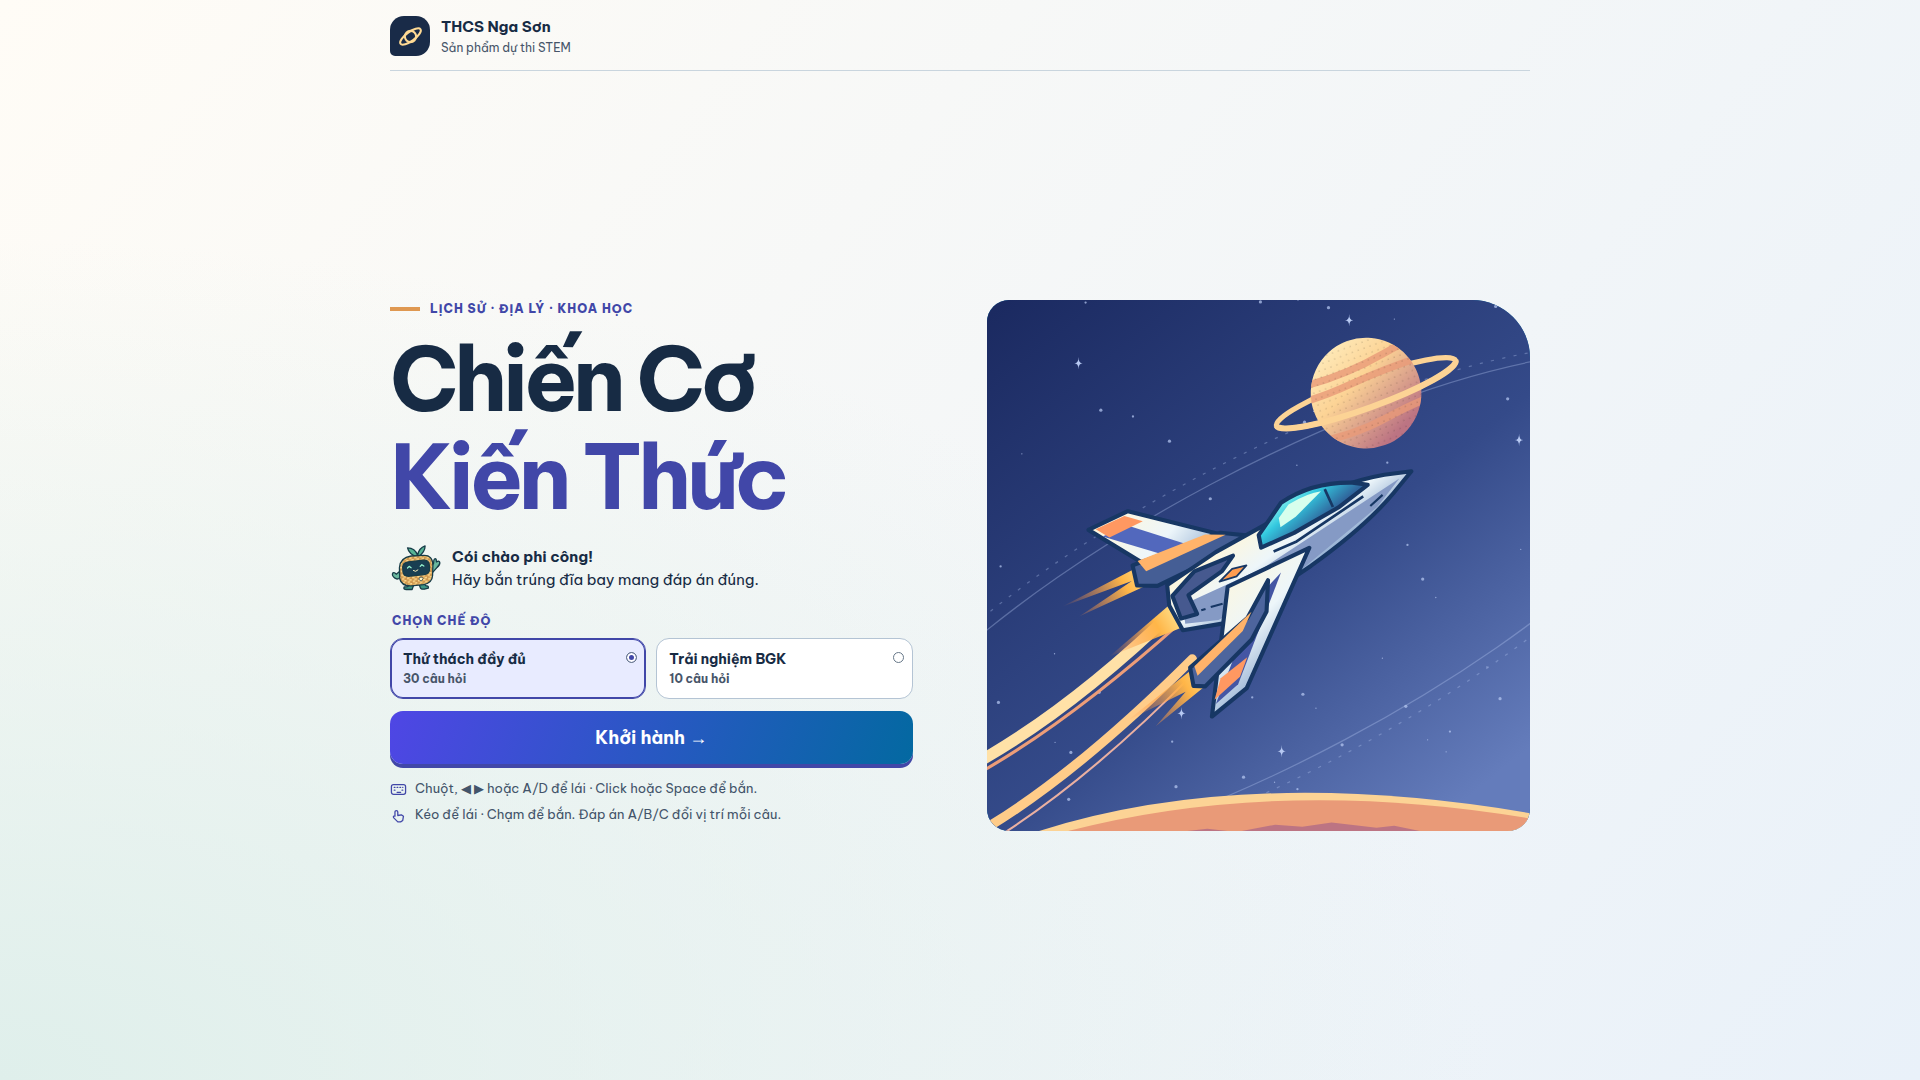 THCS Nga Sơn
Sản phẩm dự thi STEM
LỊCH SỬ · ĐỊA LÝ · KHOA HỌC
Chiến Cơ
Kiến Thức
Cói chào phi công!
Hãy bắn trúng đĩa bay mang đáp án đúng.
CHỌN CHẾ ĐỘ
Thử thách đầy đủ
30 câu hỏi
Trải nghiệm BGK
10 câu hỏi
Khởi hành →
Chuột, ◀ ▶ hoặc A/D để lái · Click hoặc Space để bắn.
Kéo để lái · Chạm để bắn. Đáp án A/B/C đổi vị trí mỗi câu.